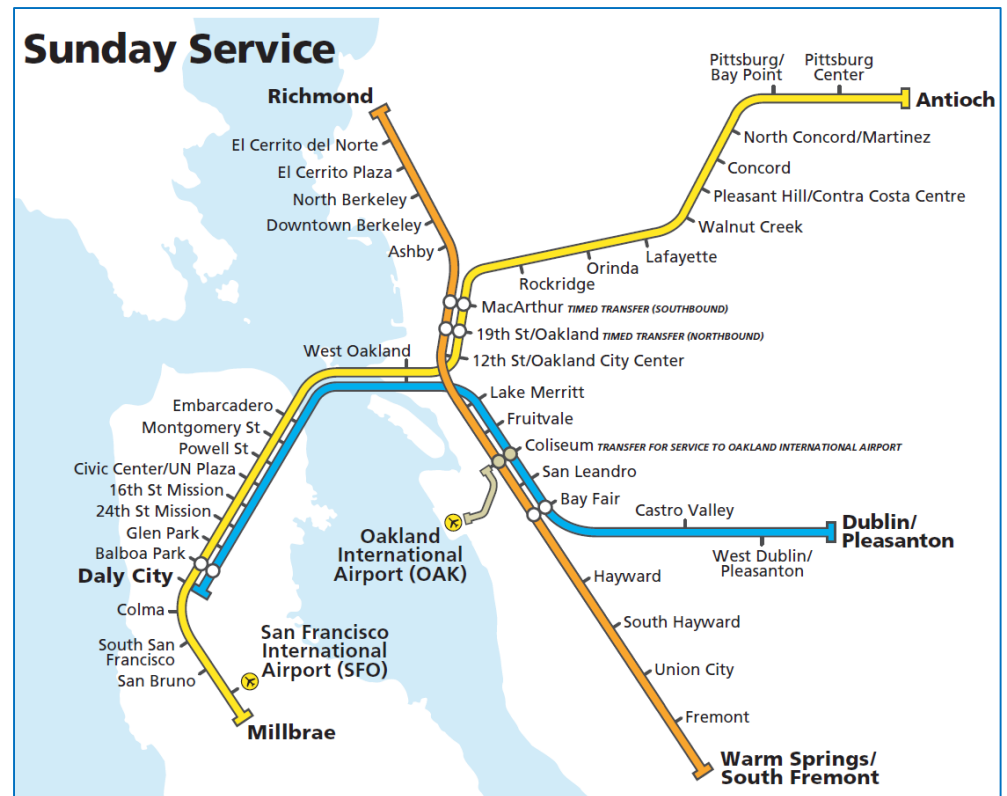 Sunday Service
Richmond
El Cerrito del Norte
El Cerrito Plaza
North Berkeley
Downtown Berkeley
Ashby
Pittsburg/
Bay Point
Pittsburg
Center
Antioch
North Concord/Martinez
Concord
Pleasant Hill/Contra Costa Centre
Walnut Creek
Lafayette
Orinda
Rockridge
MacArthur TIMED TRANSFER (SOUTHBOUND)
19th St/Oakland TIMED TRANSFER (NORTHBOUND)
12th St/Oakland City Center
West Oakland
Embarcadero
Montgomery St
Powell St
Civic Center/UN Plaza
16th St Mission
24th St Mission
Glen Park
Balboa Park
Daly City
Colma
South San
Francisco
San Bruno
San Francisco
International
Airport (SFO)
Millbrae
Lake Merritt
Fruitvale
Coliseum TRANSFER FOR SERVICE TO OAKLAND INTERNATIONAL AIRPORT
San Leandro
Bay Fair
Castro Valley
West Dublin/
Pleasanton
Dublin/
Pleasanton
Oakland
International
Airport (OAK)
Hayward
South Hayward
Union City
Fremont
Warm Springs/
South Fremont